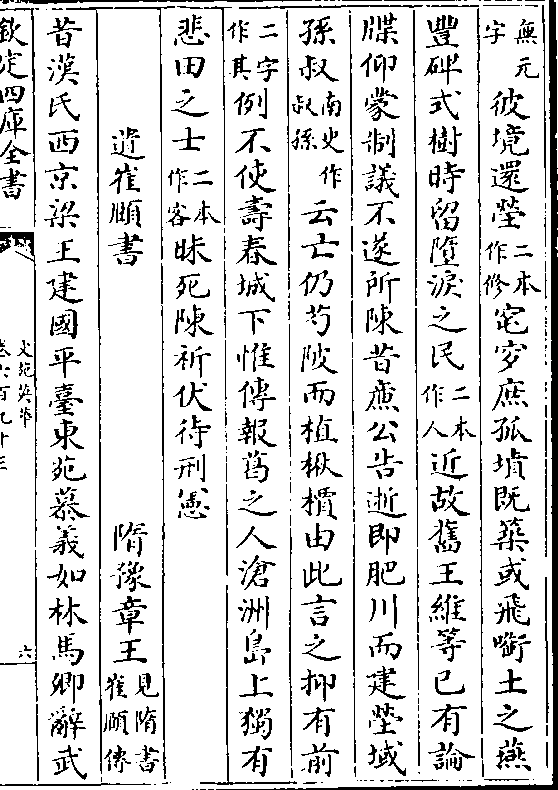 無元字彼境還塋二本作修窀穸庶孤墳既築或飛銜土之燕
豐碑式樹時留墮淚之民二本作人近故舊王維等已有論
牒仰蒙制議不遂所陳昔廉公告逝即肥川而建塋域
孫叔南史作叔孫云亡仍芍陂而植楸檟由此言之抑有前
二字作其例不使壽春城下惟傳報葛之人滄洲島上獨有
悲田之士二本作客昧死陳祈伏待刑憲
遺崔頤書 隋豫章王見隋書崔頤傳
昔漢氏西京梁王建國平臺東苑慕義如林馬卿辭武
欽定四庫全書
文苑英華
卷六百九十三
六